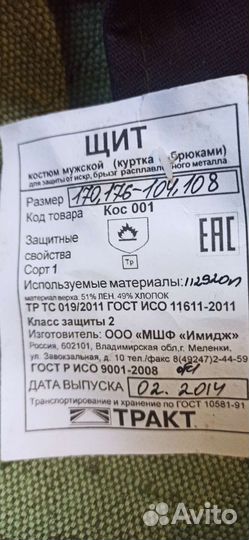 ЩИТ
костюм мужской (куртка брюками)
для защиты от искр, брызг расплавленного металла
Размер 170,176-104,108
Код товара Кос 001
Защитные
свойства
Сорт 1
Тр
ЕАС
Используемые материалы: 11292ОП
материал верха. 51% ЛЕН, 49% ХЛОПОК
ТР ТС 019/2011 ГОСТ ИСО 11611-2011
Класс защиты 2
Изготовитель: ООО «МШФ «Имидж»
Россия, 602101, Владимирская обл, г. Меленки,
ул. Завокзальная, д. 10 тел./факс 8(49247)2-44-59
ГОСТ Р ИСО 9001-2008
ДАТА ВЫПУСКА 02. 2014
Транспортирование и хранение по ГОСТ 10581-91
ТРАКТ
Avito